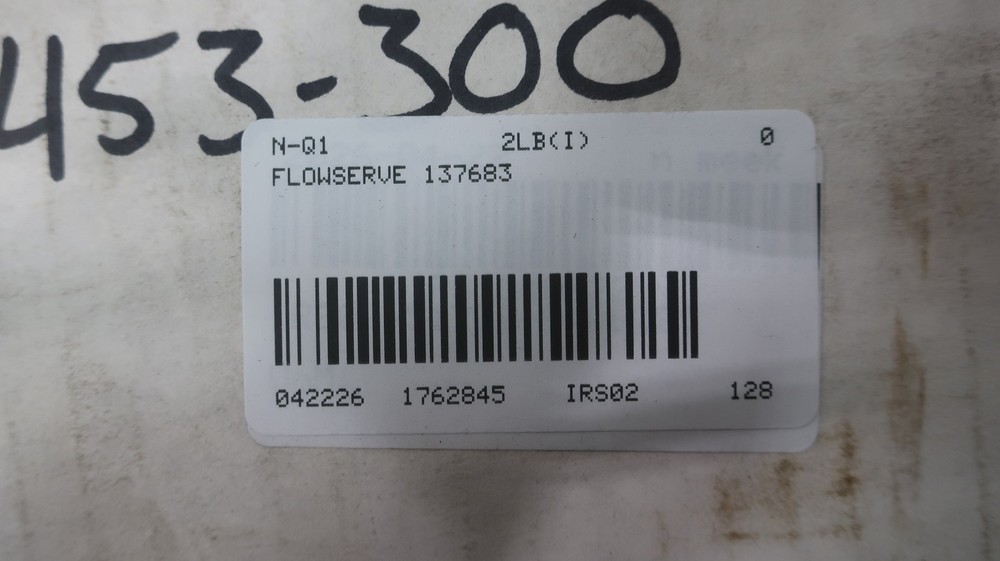 453-300
N-Q1 2LB(I) 0
FLOWSERVE 137683
042226 1762845 IRS02 128